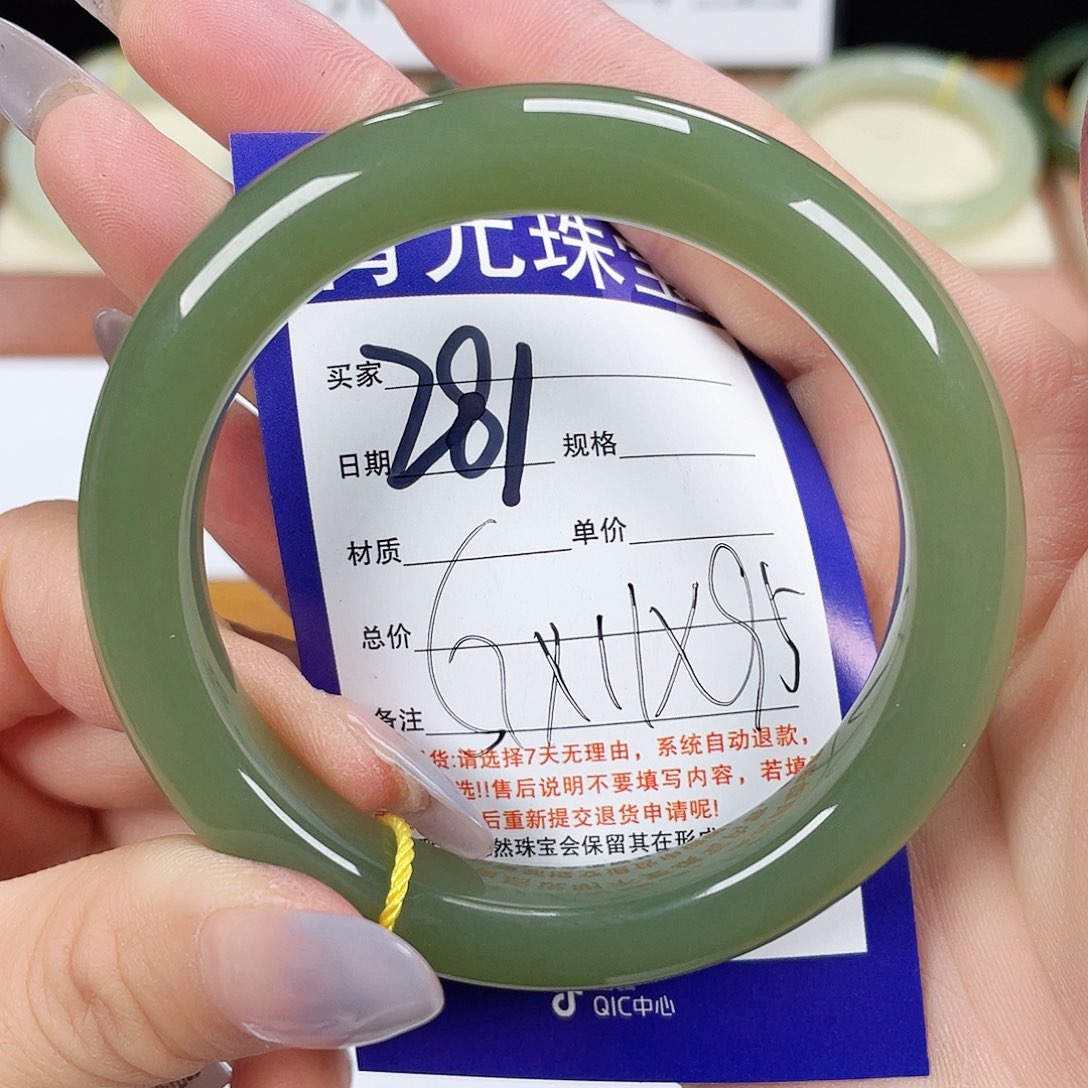 元珠宝
买家 281
日期 规格
材质 单价
总价
备注
货:请选择7天无理由，系统自动退款，
选!!售后说明不要填写内容，若填
后重新提交退货申请呢!
然珠宝会保留其在形成
QIC中心